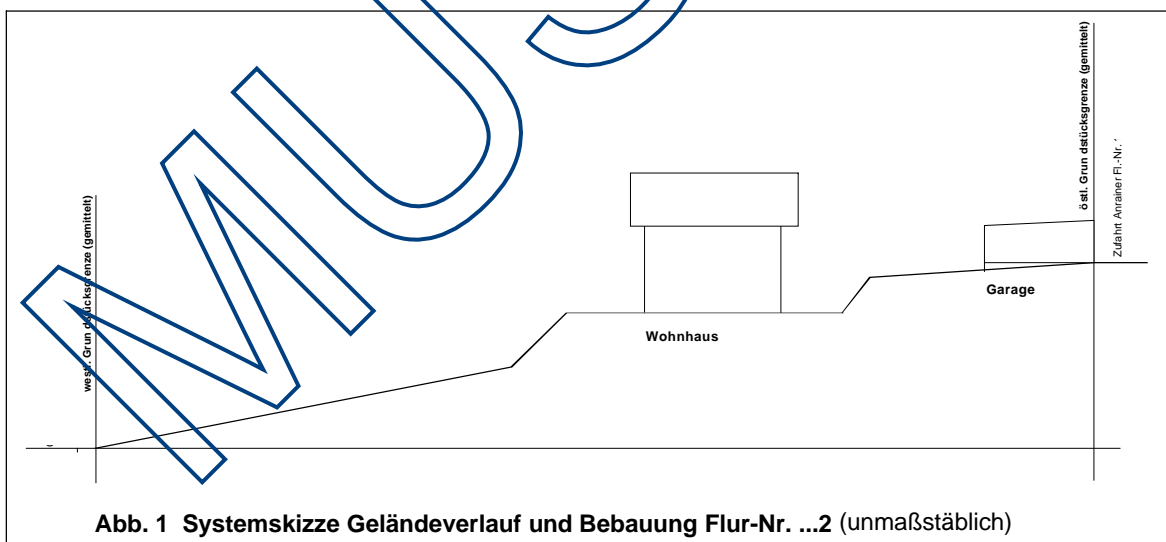 MUS
westl. Grun dstücksgrenze (gemittelt)
östl. Grun dstücksgrenze (gemittelt)
Zufahrt Anrainer Fl.-Nr.
Wohnhaus
Garage
Abb. 1 Systemskizze Geländeverlauf und Bebauung Flur-Nr. ...2 (unmaßstäblich)